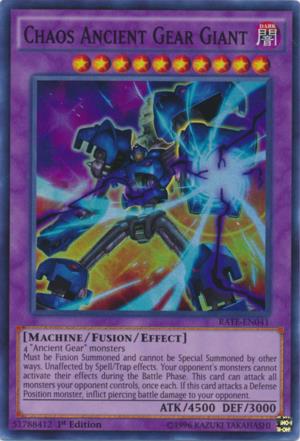 CHAOS ANCIENT GEAR GIANT
DARK
闇
RATE-EN041
[MACHINE/FUSION/EFFECT]
4 "Ancient Gear" monsters
Must be Fusion Summoned and cannot be Special Summoned by other
ways. Unaffected by Spell/Trap effects. Your opponent's monsters cannot
activate their effects during the Battle Phase. This card can attack all
monsters your opponent controls, once each. If this card attacks a Defense
Position monster, inflict piercing battle damage to your opponent.
ATK/4500 DEF/3000
51788412 1st Edition ©1996 KAZUKI TAKAHASHI